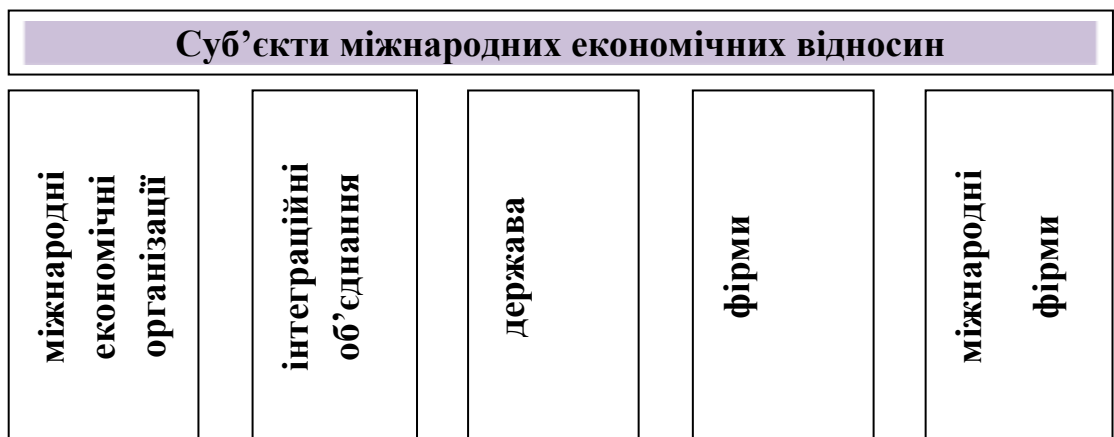 Суб’єкти міжнародних економічних відносин
міжнародні
економічні
організації
інтеграційні
об’єднання
держава
фірми
міжнародні
фірми